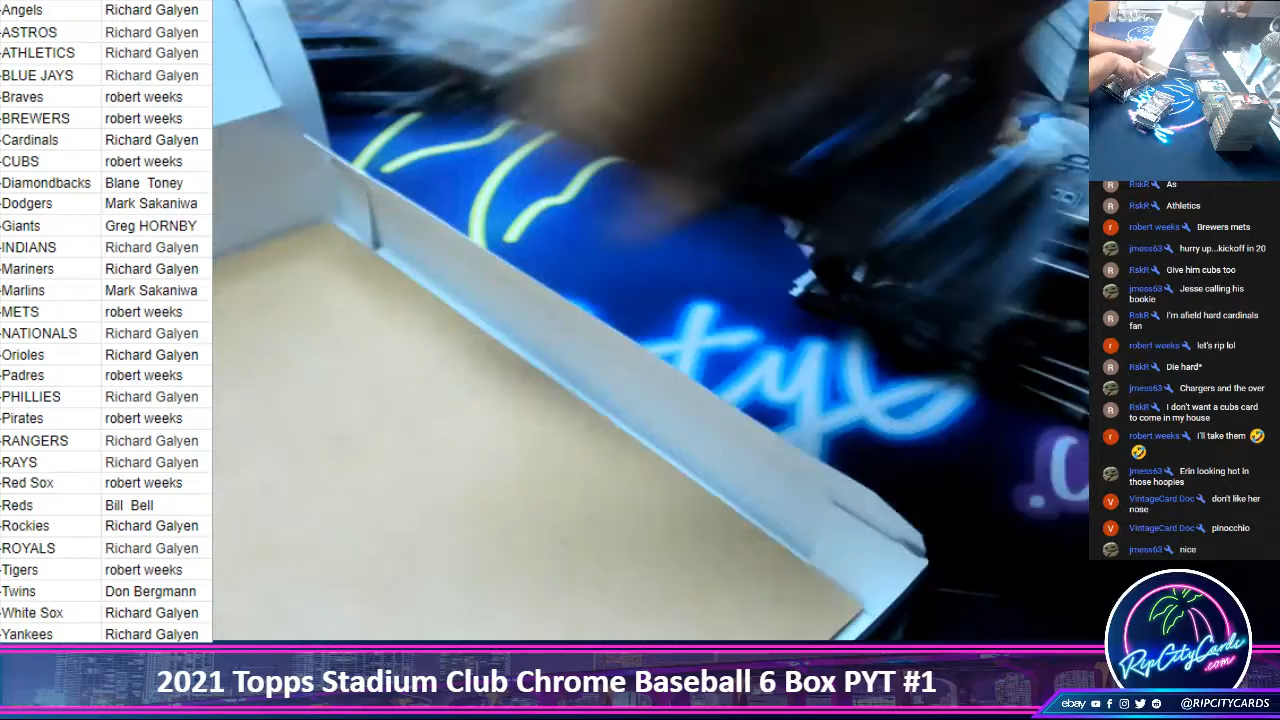 -Angels Richard Galyen
-ASTROS Richard Galyen
-ATHLETICS Richard Galyen
-BLUE JAYS Richard Galyen
-Braves robert weeks
-BREWERS robert weeks
-Cardinals Richard Galyen
-CUBS robert weeks
-Diamondbacks Blane Toney
-Dodgers Mark Sakaniwa
-Giants Greg HORNBY
-INDIANS Richard Galyen
-Mariners Richard Galyen
-Marlins Mark Sakaniwa
-METS robert weeks
-NATIONALS Richard Galyen
-Orioles Richard Galyen
-Padres robert weeks
-PHILLIES Richard Galyen
-Pirates robert weeks
-RANGERS Richard Galyen
-RAYS Richard Galyen
-Red Sox robert weeks
-Reds Bill Bell
-Rockies Richard Galyen
-ROYALS Richard Galyen
-Tigers robert weeks
-Twins Don Bergmann
-White Sox Richard Galyen
-Yankees Richard Galyen
tyx
.C
R RskR As
R RskR Athletics
r robert weeks Brewers mets
jmess63 hurry up...kickoff in 20
R RskR Give him cubs too
jmess63 Jesse calling his
bookie
R RskR I'm afield hard cardinals
fan
r robert weeks let's rip lol
R RskR Die hard*
jmess63 Chargers and the over
R RskR I don't want a cubs card
to come in my house
r robert weeks I'll take them 🤣
🤣
jmess63 Erin looking hot in
those hoopies
V VintageCard Doc don't like her
nose
V VintageCard Doc pinocchio
jmess63 nice
RipCityCards
.com
2021 Topps Stadium Club Chrome Baseball 6 Box PYT #1
ebay @RIPCITYCARDS